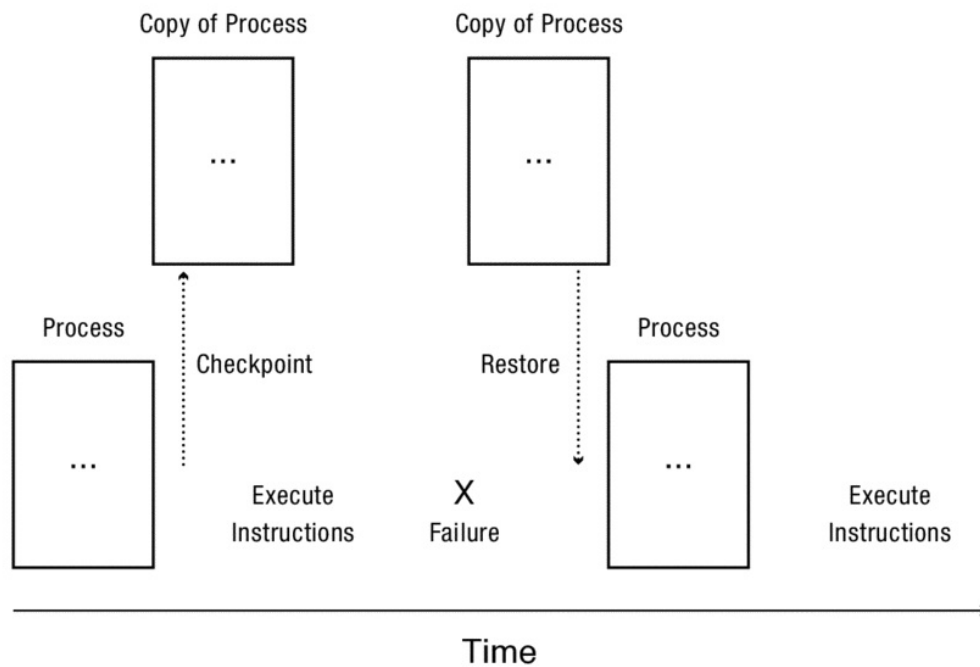 Copy of Process
Copy of Process
...
...
Process
Process
Checkpoint
Restore
...
...
Execute
Instructions
X
Failure
Execute
Instructions
Time